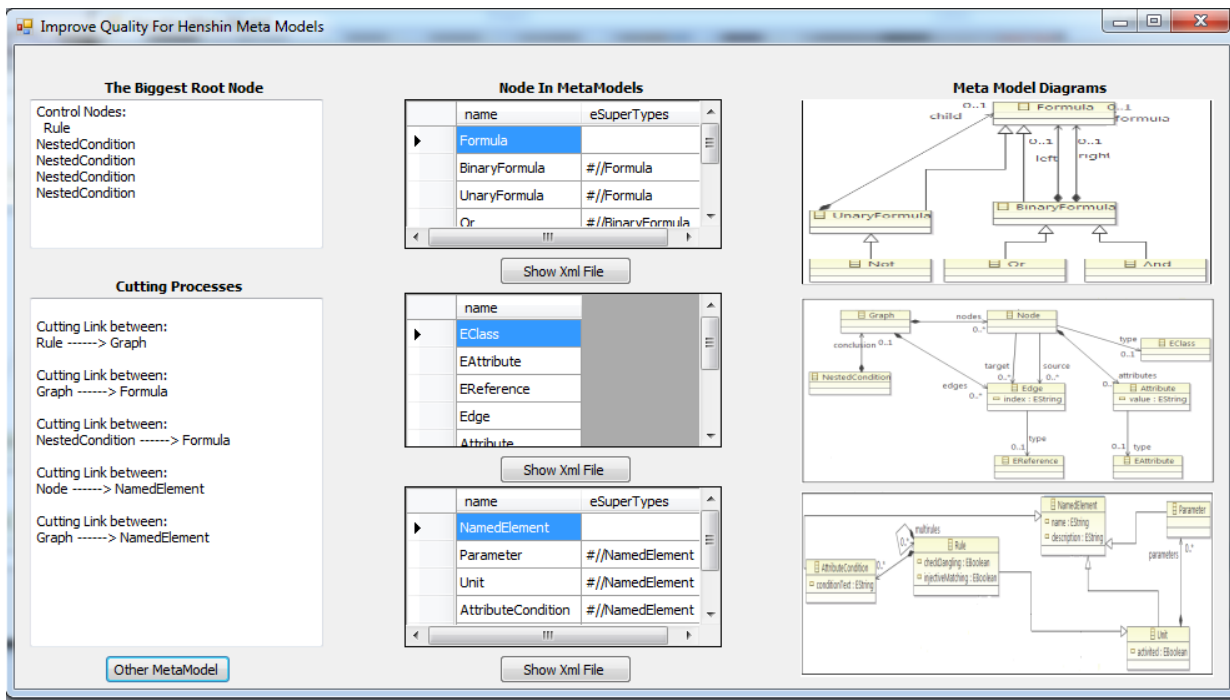 Improve Quality For Henshin Meta Models
The Biggest Root Node
Control Nodes:
Rule
NestedCondition
NestedCondition
NestedCondition
NestedCondition
Cutting Processes
Cutting Link between:
Rule ------> Graph
Cutting Link between:
Graph ------> Formula
Cutting Link between:
NestedCondition ------> Formula
Cutting Link between:
Node ------> NamedElement
Cutting Link between:
Graph ------> NamedElement
Other MetaModel
Node In MetaModels
name eSuperTypes
Formula
BinaryFormula #//Formula
UnaryFormula #//Formula
Or #//BinaryFormula
Show Xml File
name
EClass
EAttribute
EReference
Edge
Attribute
Show Xml File
name eSuperTypes
NamedElement
Parameter #//NamedElement
Unit #//NamedElement
AttributeCondition #//NamedElement
Show Xml File
Meta Model Diagrams
0..1 Formula 0..1
child formula
0..1 0..1
left right
UnaryFormula BinaryFormula
Not Or And
Graph nodes Node
0..*
conclusion 0..1 type EClass
0..1
target source attributes
NestedCondition 0..* 0..* 0..*
edges Edge Attribute
0..* index : EString value : EString
type
0..1 0..1 type
EReference EAttribute
NamedElement Parameter
name : EString
description : EString
multirules
0..* Rule
parameters 0..*
AttributeCondition 0..* checkDangling : EBoolean
conditionText : EString injectiveMatching : EBoolean
Unit
activated : EBoolean